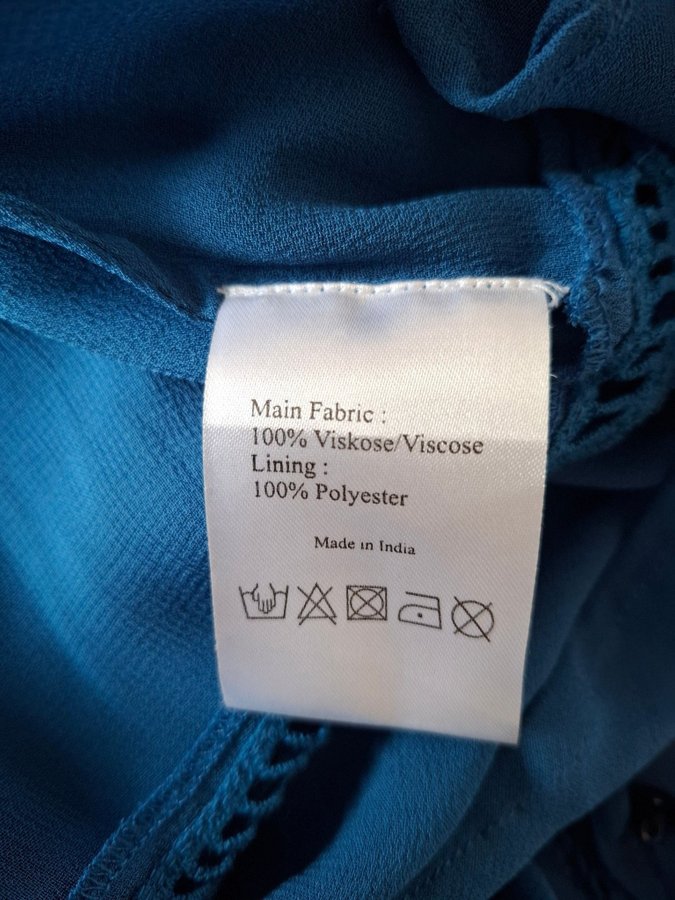 Main Fabric :
100% Viskose/Viscose
Lining :
100% Polyester
Made in India